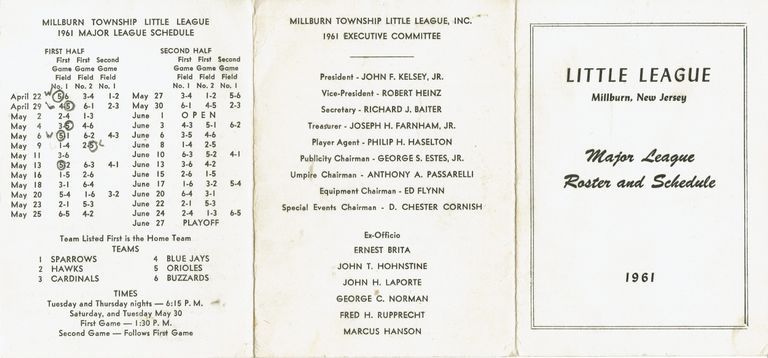 MILLBURN TOWNSHIP LITTLE LEAGUE
1961 MAJOR LEAGUE SCHEDULE
FIRST HALF SECOND HALF
First First Second First First Second
Game Game Game Game Game Game
Field Field Field Field Field Field
No. 1 No. 2 No. 1 No. 1 No. 2 No. 1
April 22 W 5-6 3-4 1-2 May 27 3-4 1-2 5-6
April 29 L 4-5 6-1 2-3 May 30 6-1 4-5 2-3
May 2 2-4 1-3 June 1 OPEN
May 4 3-5 4-6 June 3 4-3 5-1 6-2
May 6 W 5-1 6-2 4-3 June 6 3-5 4-6
May 9 1-4 2-5 L June 8 1-4 2-5
May 11 3-6 June 10 6-3 5-2 4-1
May 13 5-2 6-3 4-1 June 13 3-6 4-2
May 16 1-5 2-6 June 15 2-6 1-5
May 18 3-1 6-4 June 17 1-6 3-2 5-4
May 20 5-4 1-6 3-2 June 20 6-4 3-1
May 23 2-1 5-3 June 22 2-1 5-3
May 25 6-5 4-2 June 24 2-4 1-3 6-5
June 27 PLAYOFF
Team Listed First is the Home Team
TEAMS
1 SPARROWS 4 BLUE JAYS
2 HAWKS 5 ORIOLES
3 CARDINALS 6 BUZZARDS
TIMES
Tuesday and Thursday nights — 6:15 P. M.
Saturday, and Tuesday May 30
First Game — 1:30 P. M.
Second Game — Follows First Game
MILLBURN TOWNSHIP LITTLE LEAGUE, INC.
1961 EXECUTIVE COMMITTEE
President - JOHN F. KELSEY, JR.
Vice-President - ROBERT HEINZ
Secretary - RICHARD J. BAITER
Treasurer - JOSEPH H. FARNHAM, JR.
Player Agent - PHILIP H. HASELTON
Publicity Chairman - GEORGE S. ESTES, JR.
Umpire Chairman - ANTHONY A. PASSARELLI
Equipment Chairman - ED FLYNN
Special Events Chairman - D. CHESTER CORNISH
Ex-Officio
ERNEST BRITA
JOHN T. HOHNSTINE
JOHN H. LAPORTE
GEORGE C. NORMAN
FRED H. RUPPRECHT
MARCUS HANSON
LITTLE LEAGUE
Millburn, New Jersey
Major League
Roster and Schedule
1961